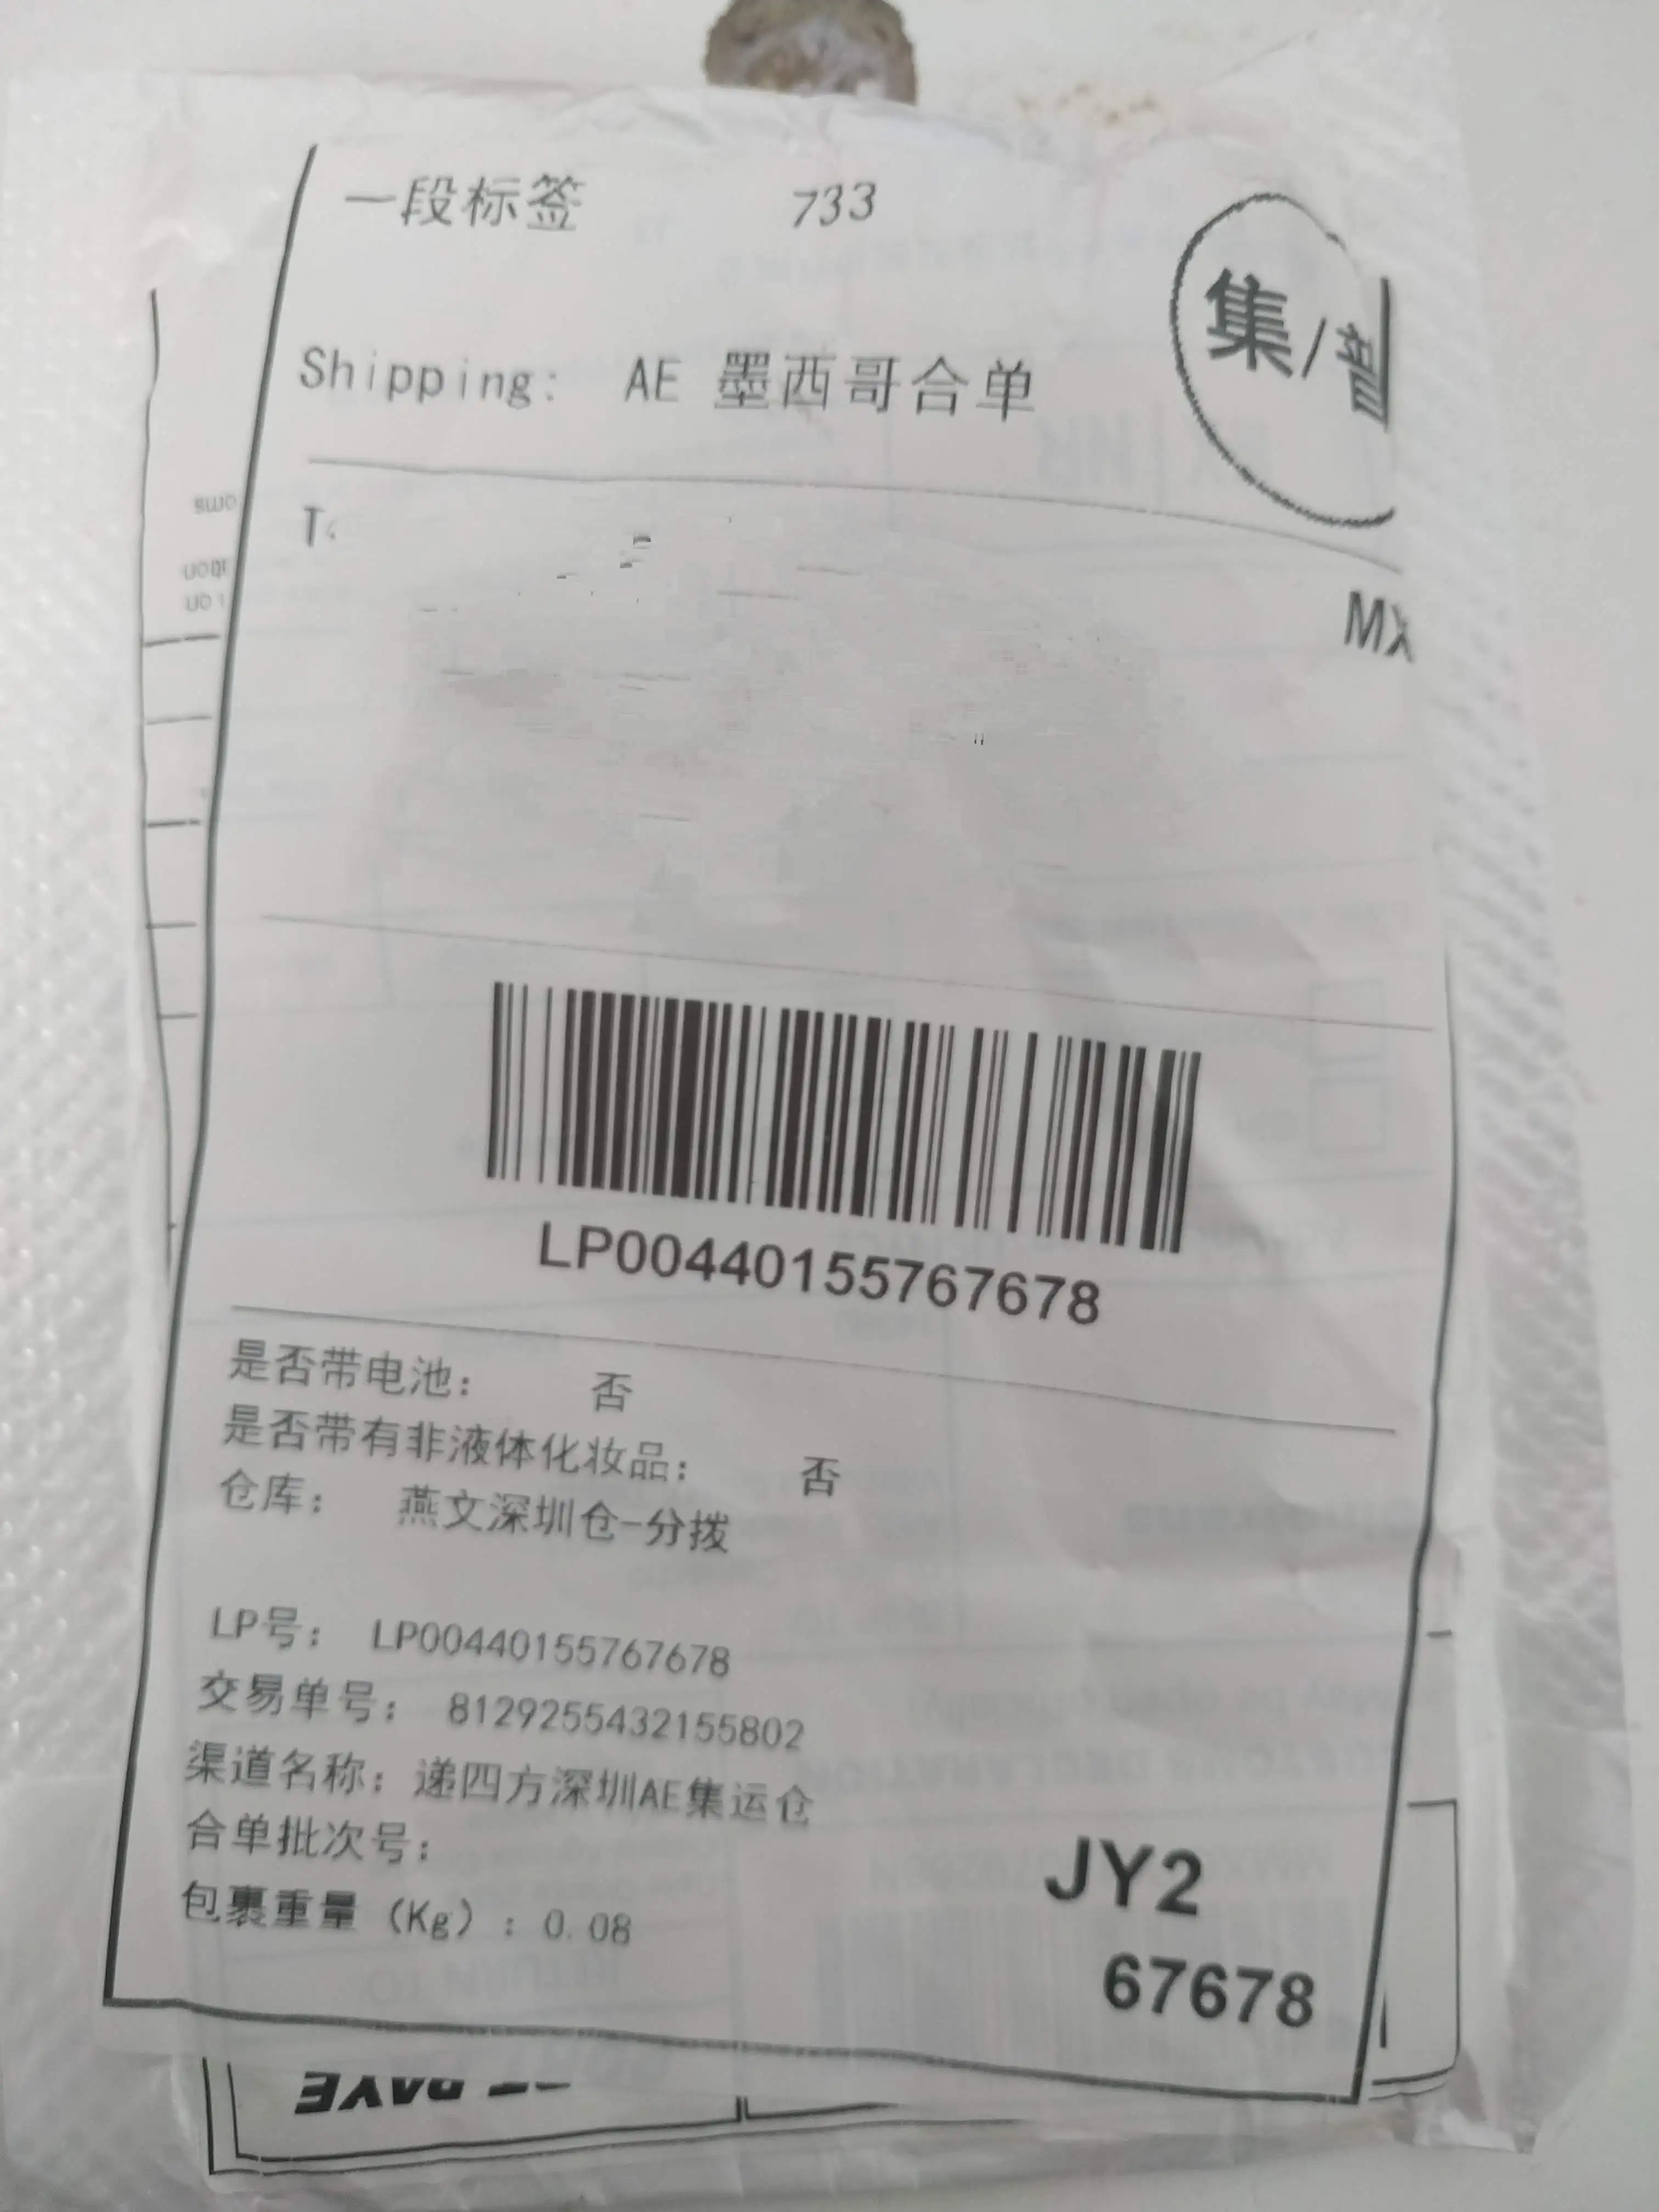 一段标签 733
集/普
Shipping: AE 墨西哥合单
MX
LP00440155767678
是否带电池: 否
是否带有非液体化妆品: 否
仓库: 燕文深圳仓-分拨
LP号: LP00440155767678
交易单号: 8129255432155802
渠道名称: 递四方深圳AE集运仓
合单批次号:
包裹重量 (Kg) : 0.08
JY2
67678